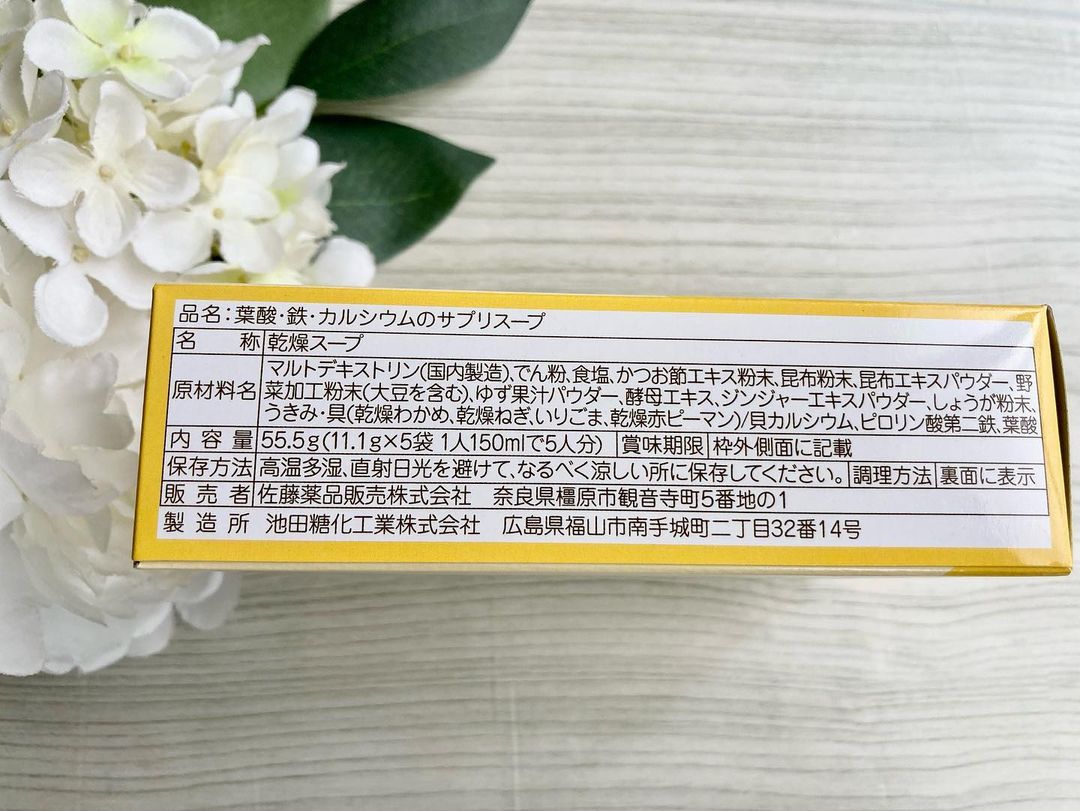 品名:葉酸・鉄・カルシウムのサプリスープ
名 称 乾燥スープ
原材料名 マルトデキストリン(国内製造)、でん粉、食塩、かつお節エキス粉末、昆布粉末、昆布エキスパウダー、野
菜加工粉末(大豆を含む)、ゆず果汁パウダー、酵母エキス、ジンジャーエキスパウダー、しょうが粉末、
うきみ・具(乾燥わかめ、乾燥ねぎ、いりごま、乾燥赤ピーマン)/貝カルシウム、ピロリン酸第二鉄、葉酸
内 容 量 55.5g(11.1g×5袋 1人150mlで5人分) 賞味期限 枠外側面に記載
保存方法 高温多湿、直射日光を避けて、なるべく涼しい所に保存してください。 調理方法 裏面に表示
販 売 者 佐藤薬品販売株式会社 奈良県橿原市観音寺町5番地の1
製 造 所 池田糖化工業株式会社 広島県福山市南手城町二丁目32番14号